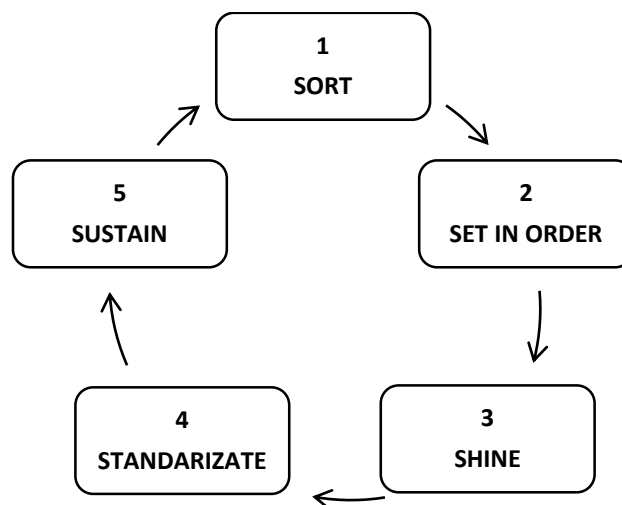 1
SORT
2
SET IN ORDER
3
SHINE
4
STANDARIZATE
5
SUSTAIN